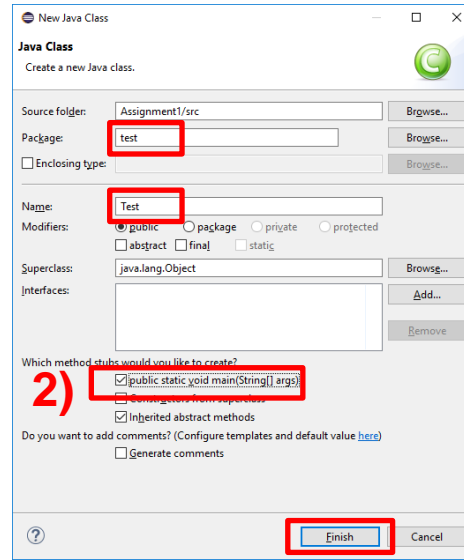 New Java Class
Java Class
Create a new Java class.
C
Source folder: Assignment1/src Browse...
Package: test Browse...
Enclosing type: Browse...
Name: Test
Modifiers: public package private protected
abstract final static
Superclass: java.lang.Object Browse...
Interfaces: Add...
Remove
Which method stubs would you like to create?
2) public static void main(String[] args)
Constructors from superclass
Inherited abstract methods
Do you want to add comments? (Configure templates and default value here)
Generate comments
? Finish Cancel